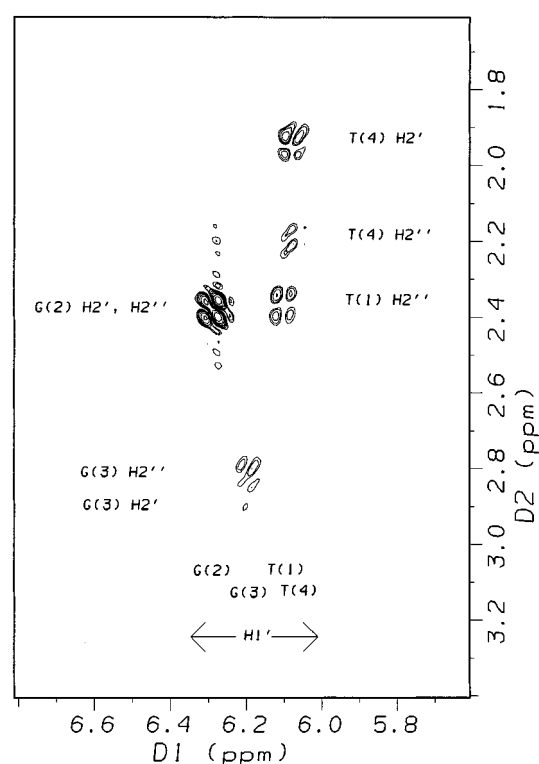 1.8
T(4) H2'
2.0
T(4) H2''
2.2
G(2) H2', H2''
T(1) H2''
2.4
2.6
G(3) H2''
2.8
G(3) H2'
D2 (ppm)
3.0
G(2) T(1)
G(3) T(4)
H1'
3.2
6.6 6.4 6.2 6.0 5.8
D1 (ppm)